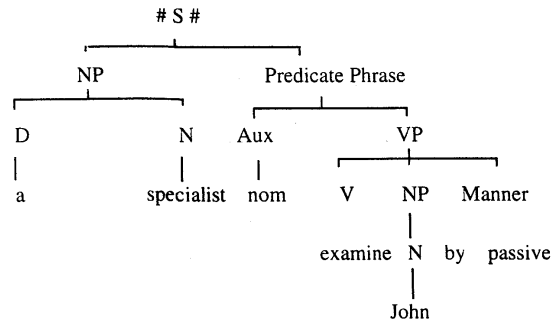 # S #
NP Predicate Phrase
D N Aux VP
a specialist nom V NP Manner
examine N by passive
John